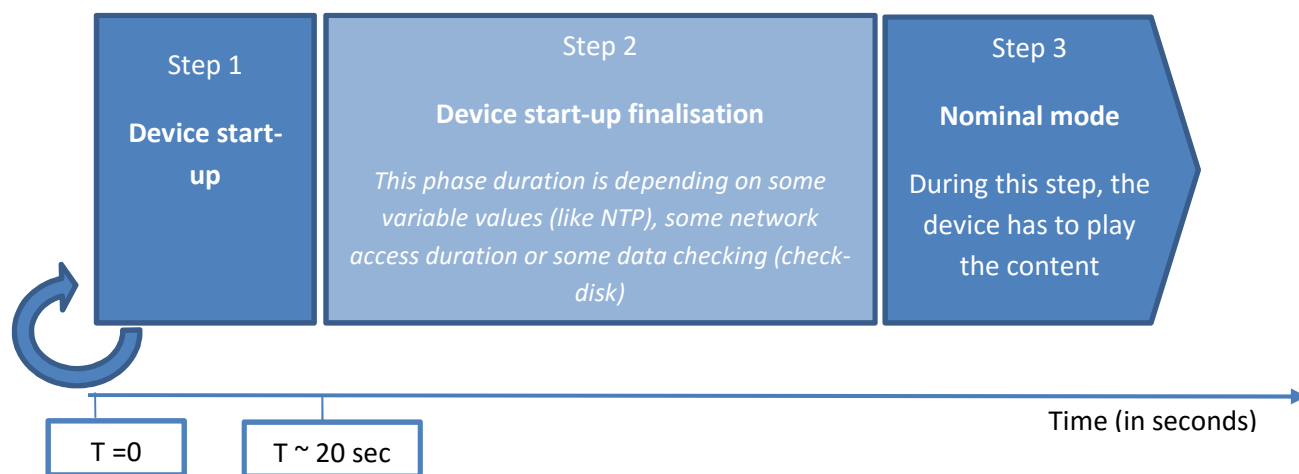 Step 1
Device start-
up
Step 2
Device start-up finalisation
This phase duration is depending on some
variable values (like NTP), some network
access duration or some data checking (check-
disk)
Step 3
Nominal mode
During this step, the
device has to play
the content
Time (in seconds)
T =0
T ~ 20 sec